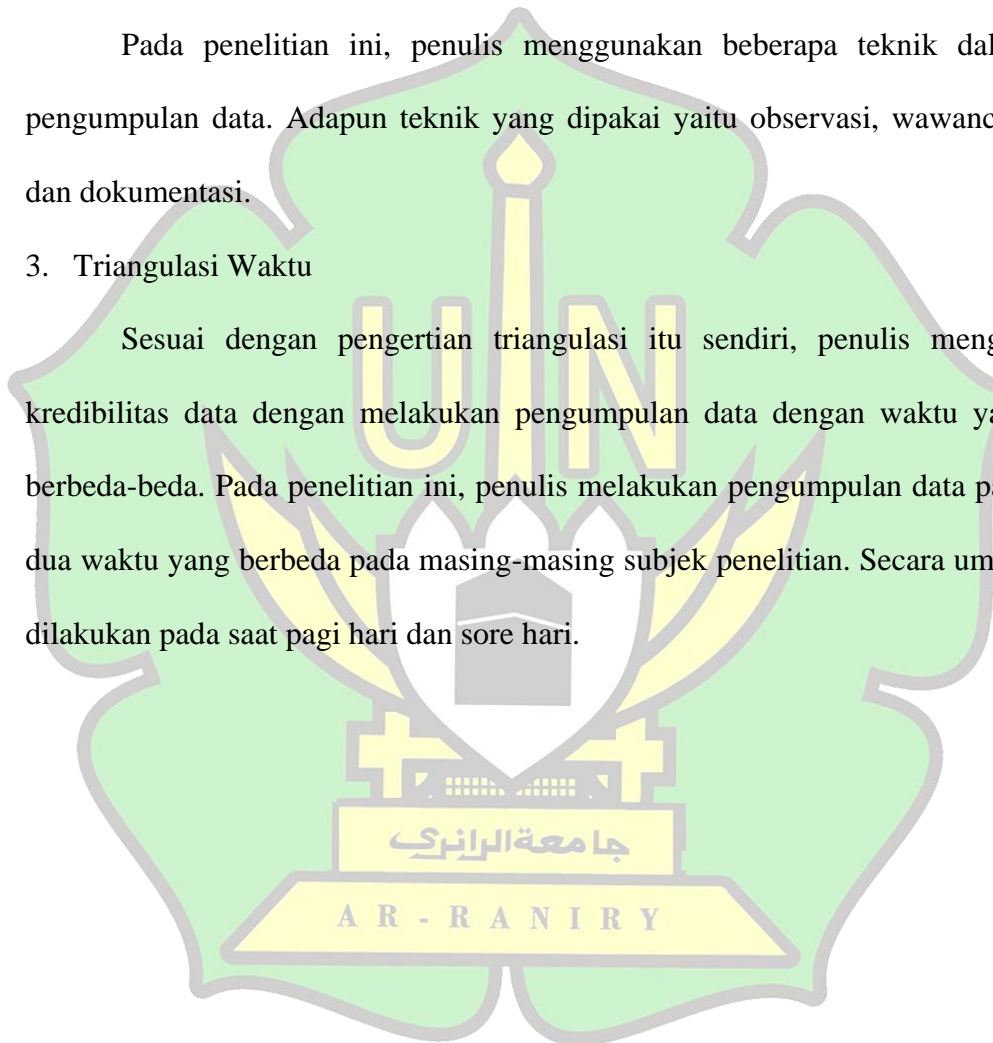 Pada penelitian ini, penulis menggunakan beberapa teknik dal
pengumpulan data. Adapun teknik yang dipakai yaitu observasi, wawanc
dan dokumentasi.
3. Triangulasi Waktu
Sesuai dengan pengertian triangulasi itu sendiri, penulis meng
kredibilitas data dengan melakukan pengumpulan data dengan waktu ya
berbeda-beda. Pada penelitian ini, penulis melakukan pengumpulan data pa
dua waktu yang berbeda pada masing-masing subjek penelitian. Secara um
dilakukan pada saat pagi hari dan sore hari.
UIN
جامعة الرانري
AR-RANIRY